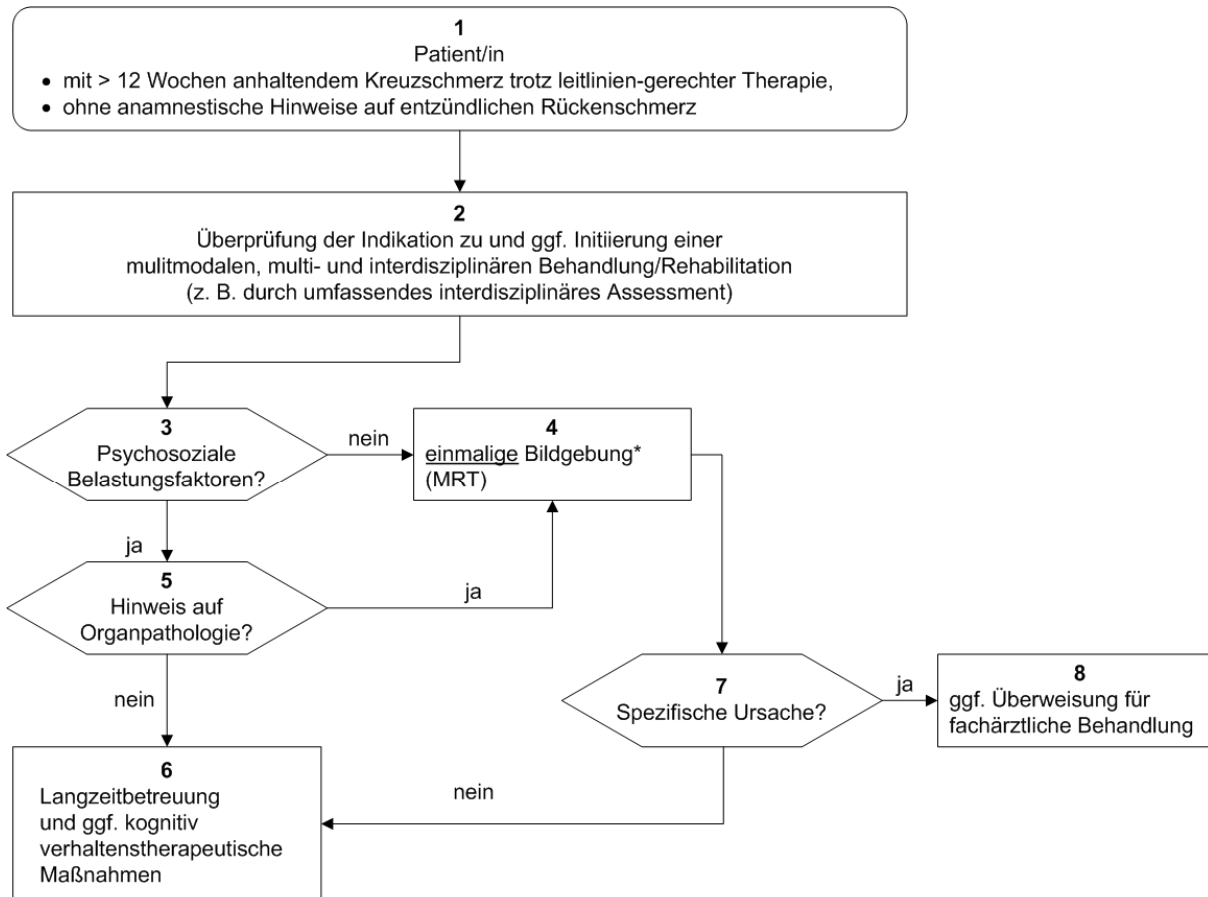 1
Patient/in
• mit > 12 Wochen anhaltendem Kreuzschmerz trotz leitlinien-gerechter Therapie,
• ohne anamnestische Hinweise auf entzündlichen Rückenschmerz
2
Überprüfung der Indikation zu und ggf. Initiierung einer
mulitmodalen, multi- und interdisziplinären Behandlung/Rehabilitation
(z. B. durch umfassendes interdisziplinäres Assessment)
3
Psychosoziale
Belastungsfaktoren?
nein
4
einmalige Bildgebung*
(MRT)
ja
5
Hinweis auf
Organpathologie?
ja
nein
7
Spezifische Ursache?
ja
8
ggf. Überweisung für
fachärztliche Behandlung
nein
6
Langzeitbetreuung
und ggf. kognitiv
verhaltenstherapeutische
Maßnahmen